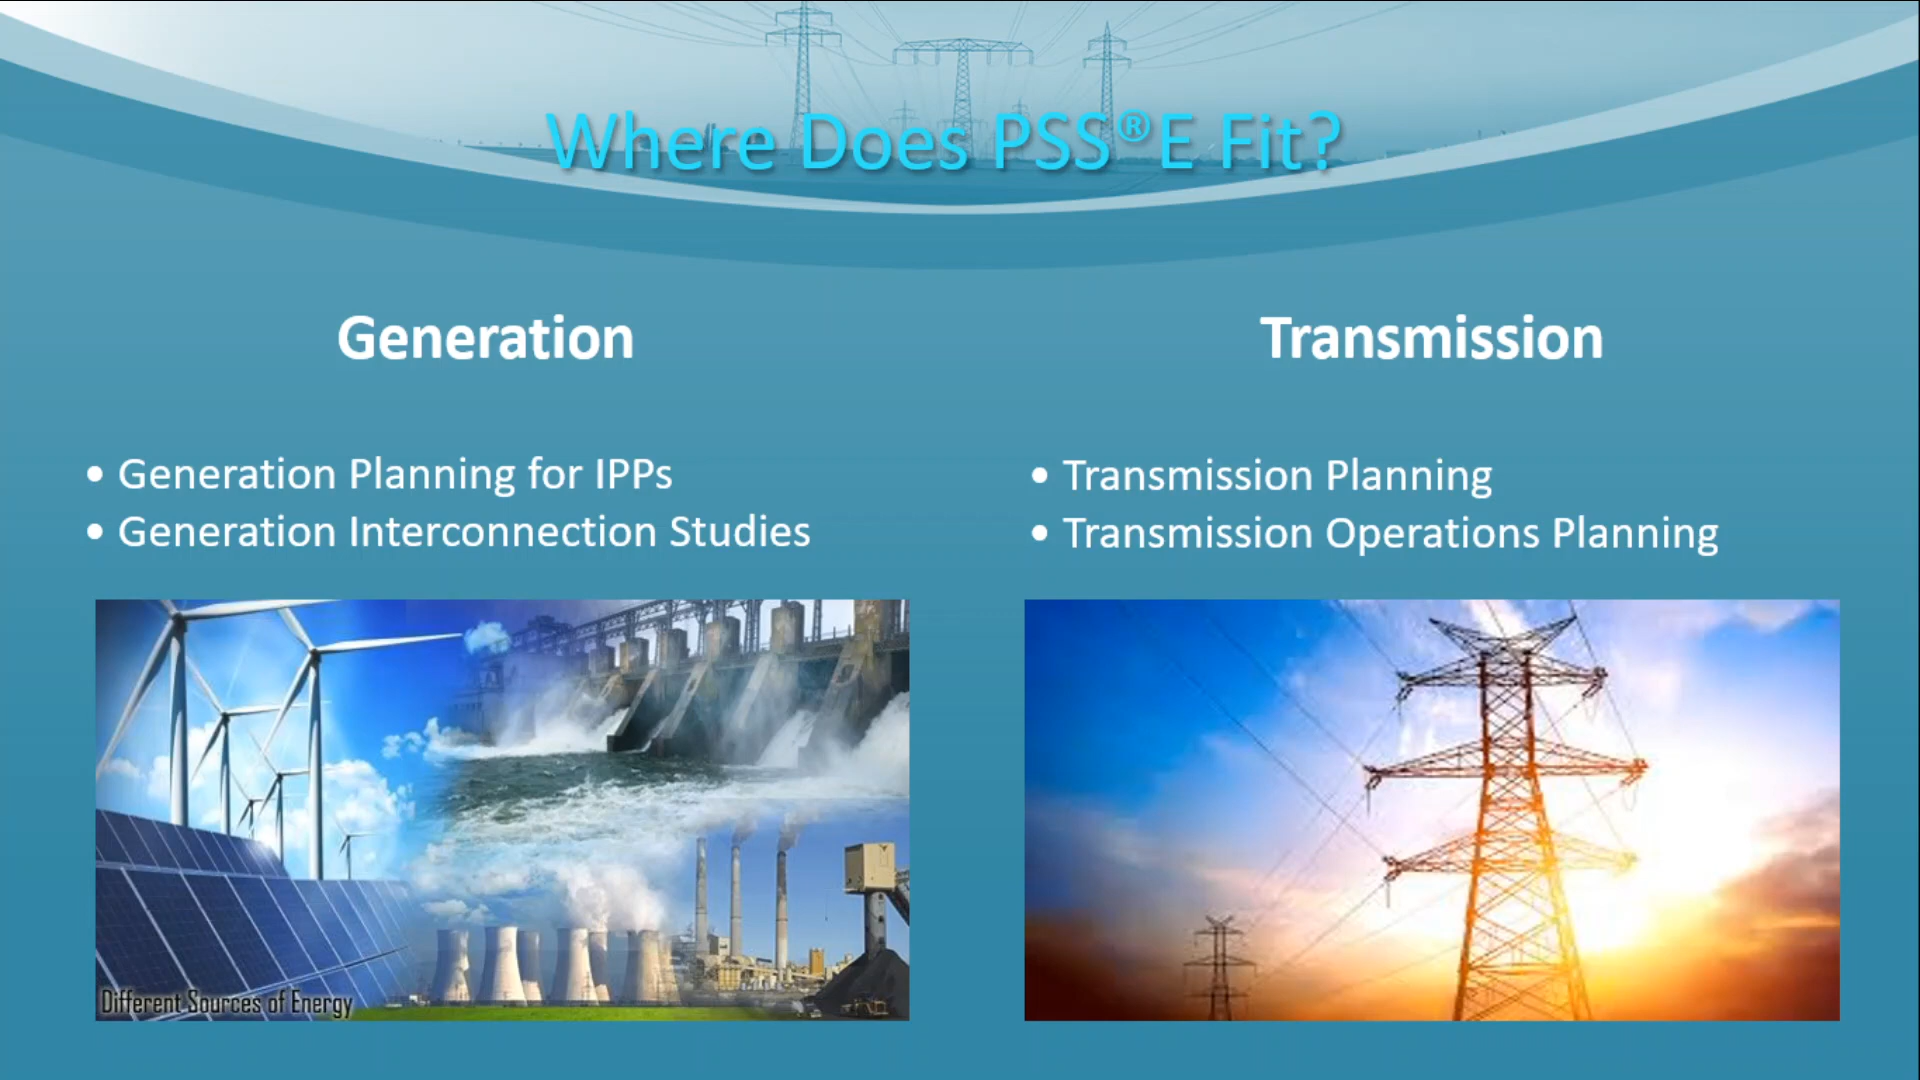 Where Does PSS®E Fit?
Generation
• Generation Planning for IPPs
• Generation Interconnection Studies
Different Sources of Energy
Transmission
• Transmission Planning
• Transmission Operations Planning